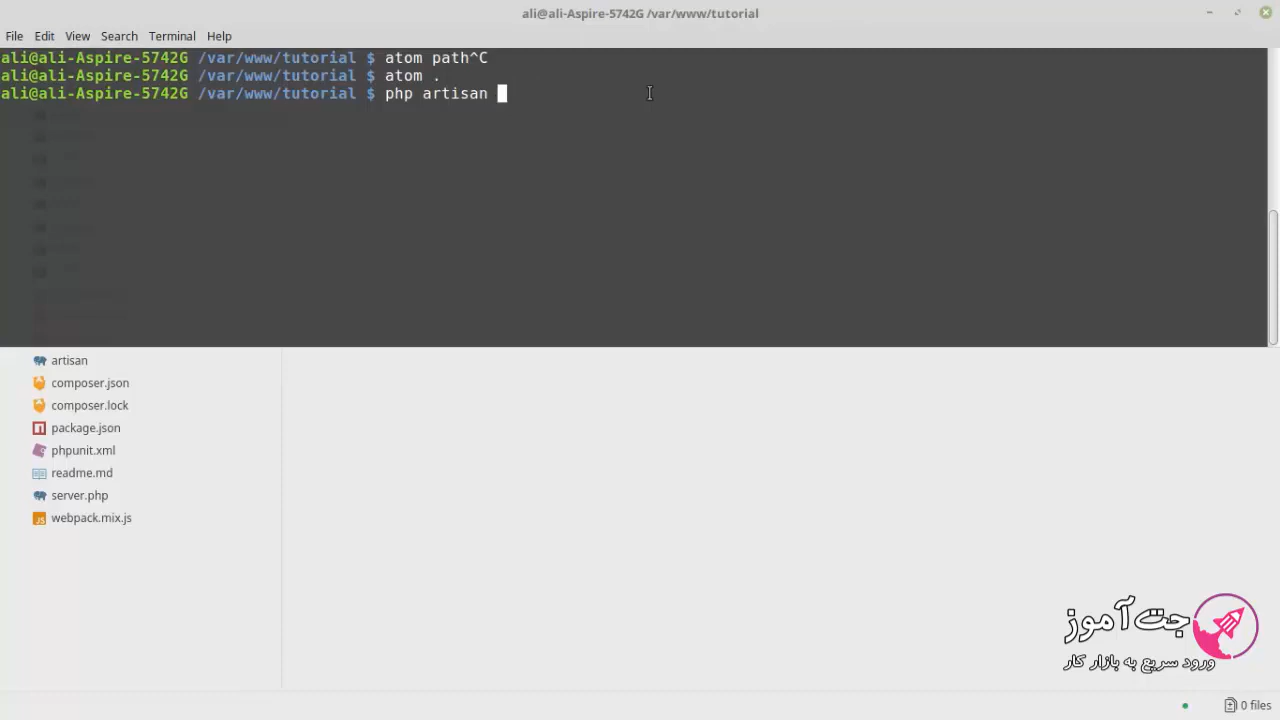 ali@ali-Aspire-5742G /var/www/tutorial
File Edit View Search Terminal Help
ali@ali-Aspire-5742G /var/www/tutorial $ atom path^C
ali@ali-Aspire-5742G /var/www/tutorial $ atom .
ali@ali-Aspire-5742G /var/www/tutorial $ php artisan
artisan
composer.json
composer.lock
package.json
phpunit.xml
readme.md
server.php
JS webpack.mix.js
جت آموز
ورود سریع به بازار کار
0 files